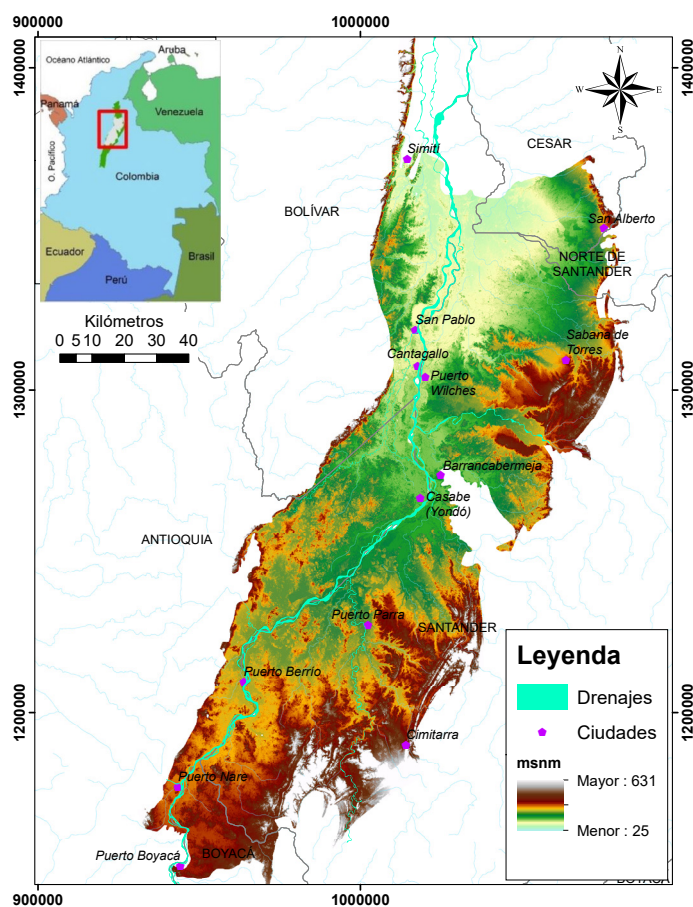 900000
1000000
1400000
1400000
Océano Atlántico
Aruba
Panamá
Venezuela
O. Pacífico
Colombia
Ecuador
Brasil
Perú
N
W
E
S
CESAR
Simití
BOLÍVAR
San Alberto
NORTE DE
SANTANDER
Kilómetros
0 5 10 20 30 40
San Pablo
Sabana de
Torres
Cantagallo
Puerto
Wilches
1300000
1300000
Barrancabermeja
Casabe
(Yondó)
ANTIOQUIA
Puerto Parra
SANTANDER
Puerto Berrío
Cimitarra
1200000
1200000
Puerto Nare
Puerto Boyacá
BOYACÁ
Leyenda
Drenajes
Ciudades
msnm
Mayor : 631
Menor : 25
BOYACÁ
900000
1000000